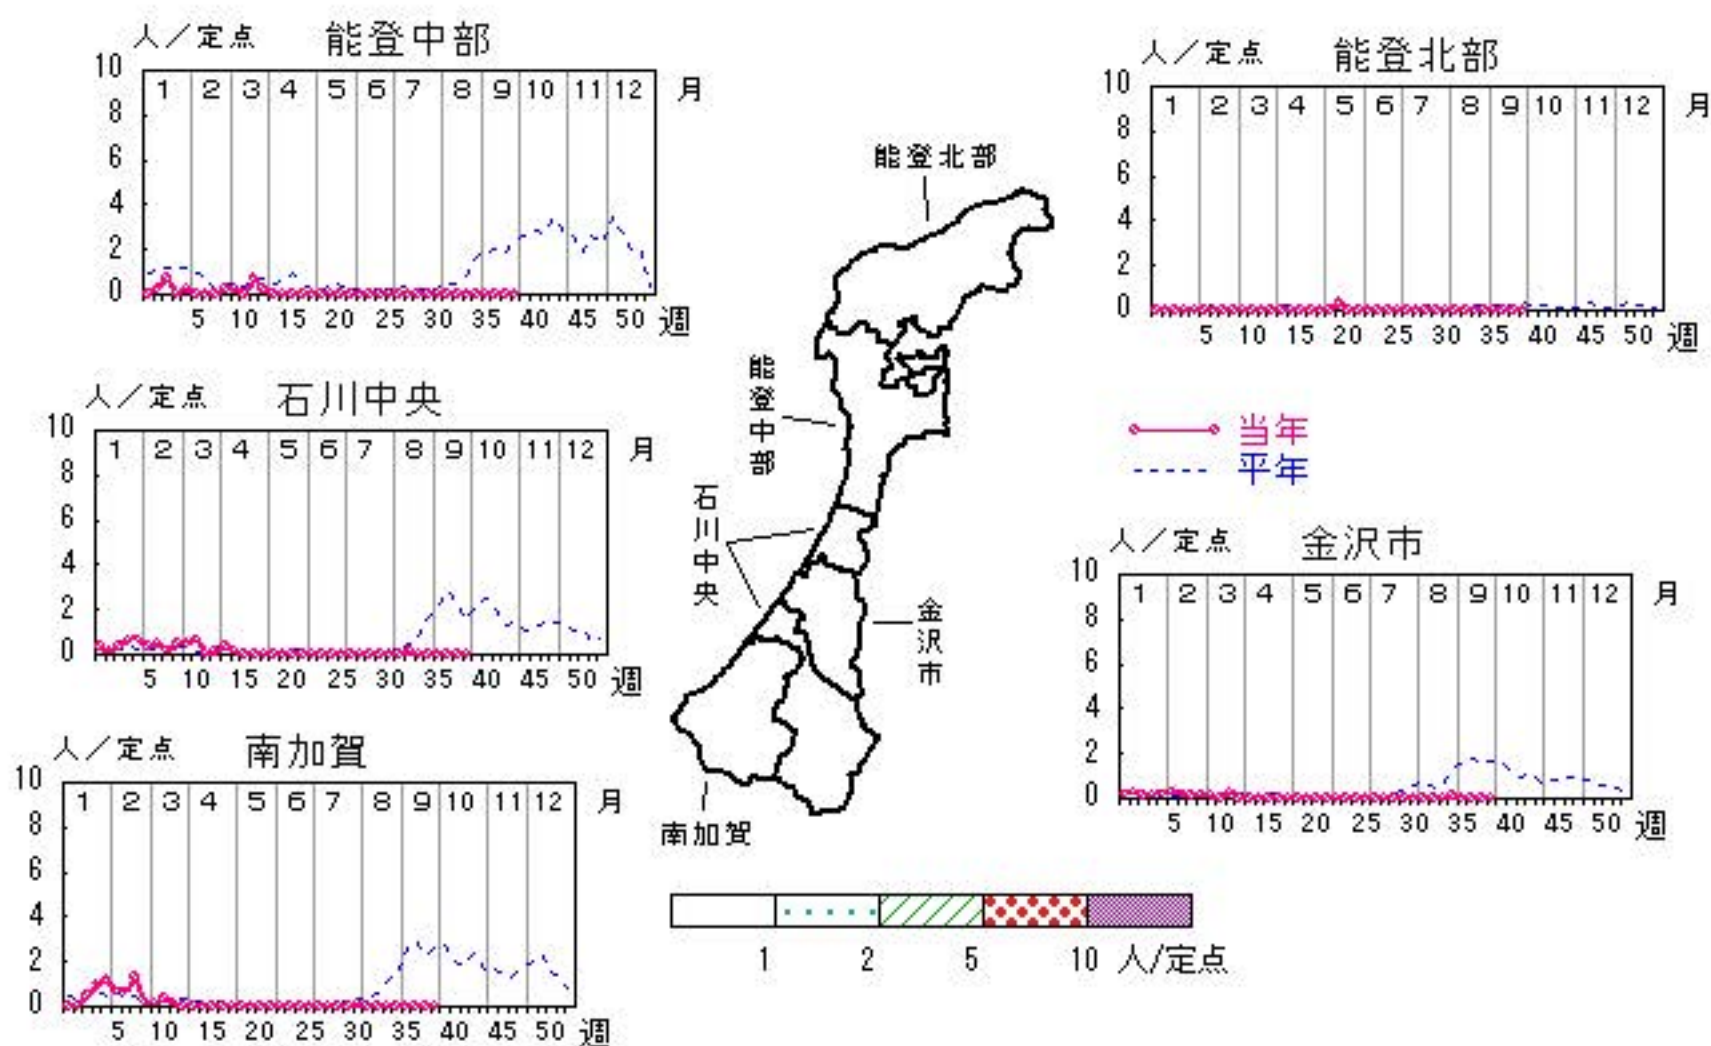 人／定点 能登中部
10 8 6 4 2 0
1 2 3 4 5 6 7 8 9 10 11 12 月
5 10 15 20 25 30 35 40 45 50 週
人／定点 能登北部
10 8 6 4 2 0
1 2 3 4 5 6 7 8 9 10 11 12 月
5 10 15 20 25 30 35 40 45 50 週
人／定点 石川中央
10 8 6 4 2 0
1 2 3 4 5 6 7 8 9 10 11 12 月
5 10 15 20 25 30 35 40 45 50 週
能登北部
能登中部
石川中央
金沢市
南加賀
当年
平年
人／定点 金沢市
10 8 6 4 2 0
1 2 3 4 5 6 7 8 9 10 11 12 月
5 10 15 20 25 30 35 40 45 50 週
人／定点 南加賀
10 8 6 4 2 0
1 2 3 4 5 6 7 8 9 10 11 12 月
5 10 15 20 25 30 35 40 45 50 週
1 2 5 10 人/定点